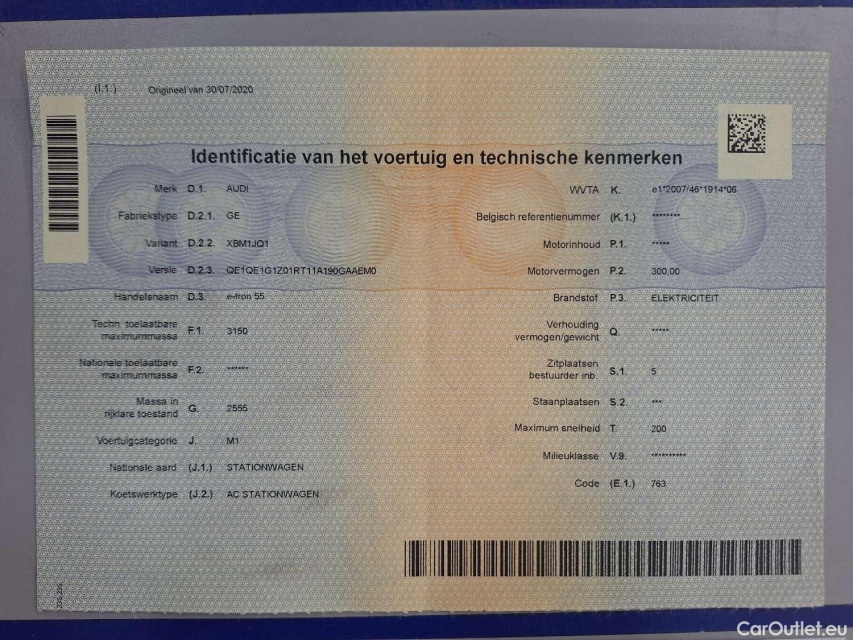 (I.1.) Origineel van 30/07/2020
Identificatie van het voertuig en technische kenmerken
Merk D.1. AUDI
Fabriekstype D.2.1. GE
Variant D.2.2. XBM1JQ1
Versie D.2.3. QE1QE1G1Z01RT11A190GAAEM0
Handelsnaam D.3. e-tron 55
Techn. toelaatbare
maximummassa F.1. 3150
Nationale toelaatbare
maximummassa F.2. ******
Massa in
rijklare toestand G. 2555
Voertuigcategorie J. M1
Nationale aard (J.1.) STATIONWAGEN
Koetswerktype (J.2.) AC STATIONWAGEN
WVTA K. e1*2007/46*1914*06
Belgisch referentienummer (K.1.) ********
Motorinhoud P.1. *****
Motorvermogen P.2. 300.00
Brandstof P.3. ELEKTRICITEIT
Verhouding
vermogen/gewicht Q. *****
Zitplaatsen
bestuurder inb. S.1. 5
Staanplaatsen S.2. ***
Maximum snelheid T. 200
Milieuklasse V.9. **********
Code (E.1.) 763
CarOutlet.eu